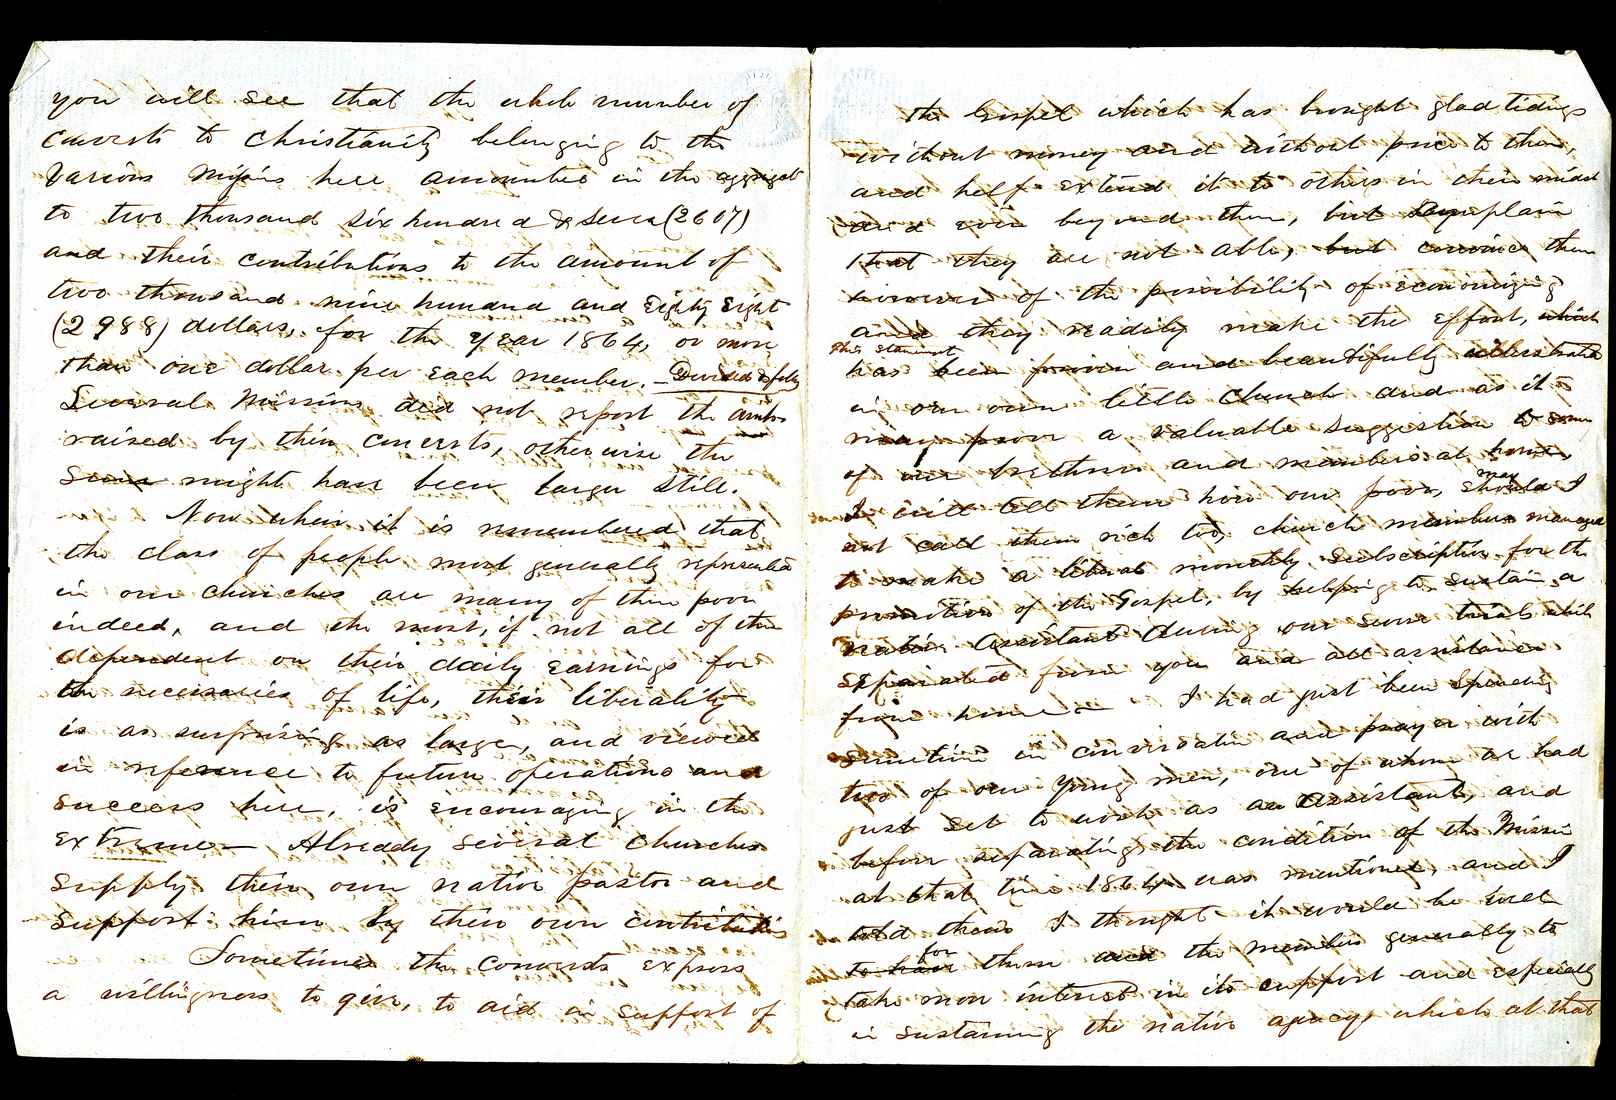 you will see that the whole number of
converts to Christianity belonging to the
Various Missions here amounted in the aggregate
to two thousand six hundred & seven (2607)
and their contributions to the amount of
two thousand nine hundred and Eighty Eight
(2988) dollars, for the year 1864, or more
than one dollar per each member. —
Several Missions did not report the amts
raised by their converts, otherwise the
Sum might have been larger still.
Now when it is remembered that
the class of people most generally represented
in our churches are many of them poor
indeed, and the most, if not all of them
dependent on their daily earnings for
the necessaries of life, their liberality
is as surprising as large, and viewed
in reference to future operations and
success here, is encouraging in the
Extreme — Already several Churches
supply their own native pastor and
support him by their own contributions
Sometimes the converts express
a willingness to give, to aid in support of
the Gospel which has brought glad tidings
without money and without price to them,
and help extend it to others in their midst
and even beyond them, but complain
that they are not able, but convince them
however of the possibility of economizing
and they readily make the effort, which
This statement
has been proven and beautifully illustrated
in our own little Church and as it
may prove a valuable suggestion to some
of our brethren and members at home,
may
I will tell them how our poor, should I
not call them rich too, church members managed
to make a liberal monthly Subscription for the
promotion of the Gospel, by helping to sustain a
native Assistant during our sore trials while
separated from you and all assistance
from home — I had just been spending
sometime in conversation and prayer with
two of our young men, one of whom we had
just set to work as an assistant, and
before separating the condition of the Mission
at that time 1864 was mentioned, and I
told them I thought it would be well
for
to have them and the members generally to
take more interest in its support and especially
in sustaining the native agency which at that